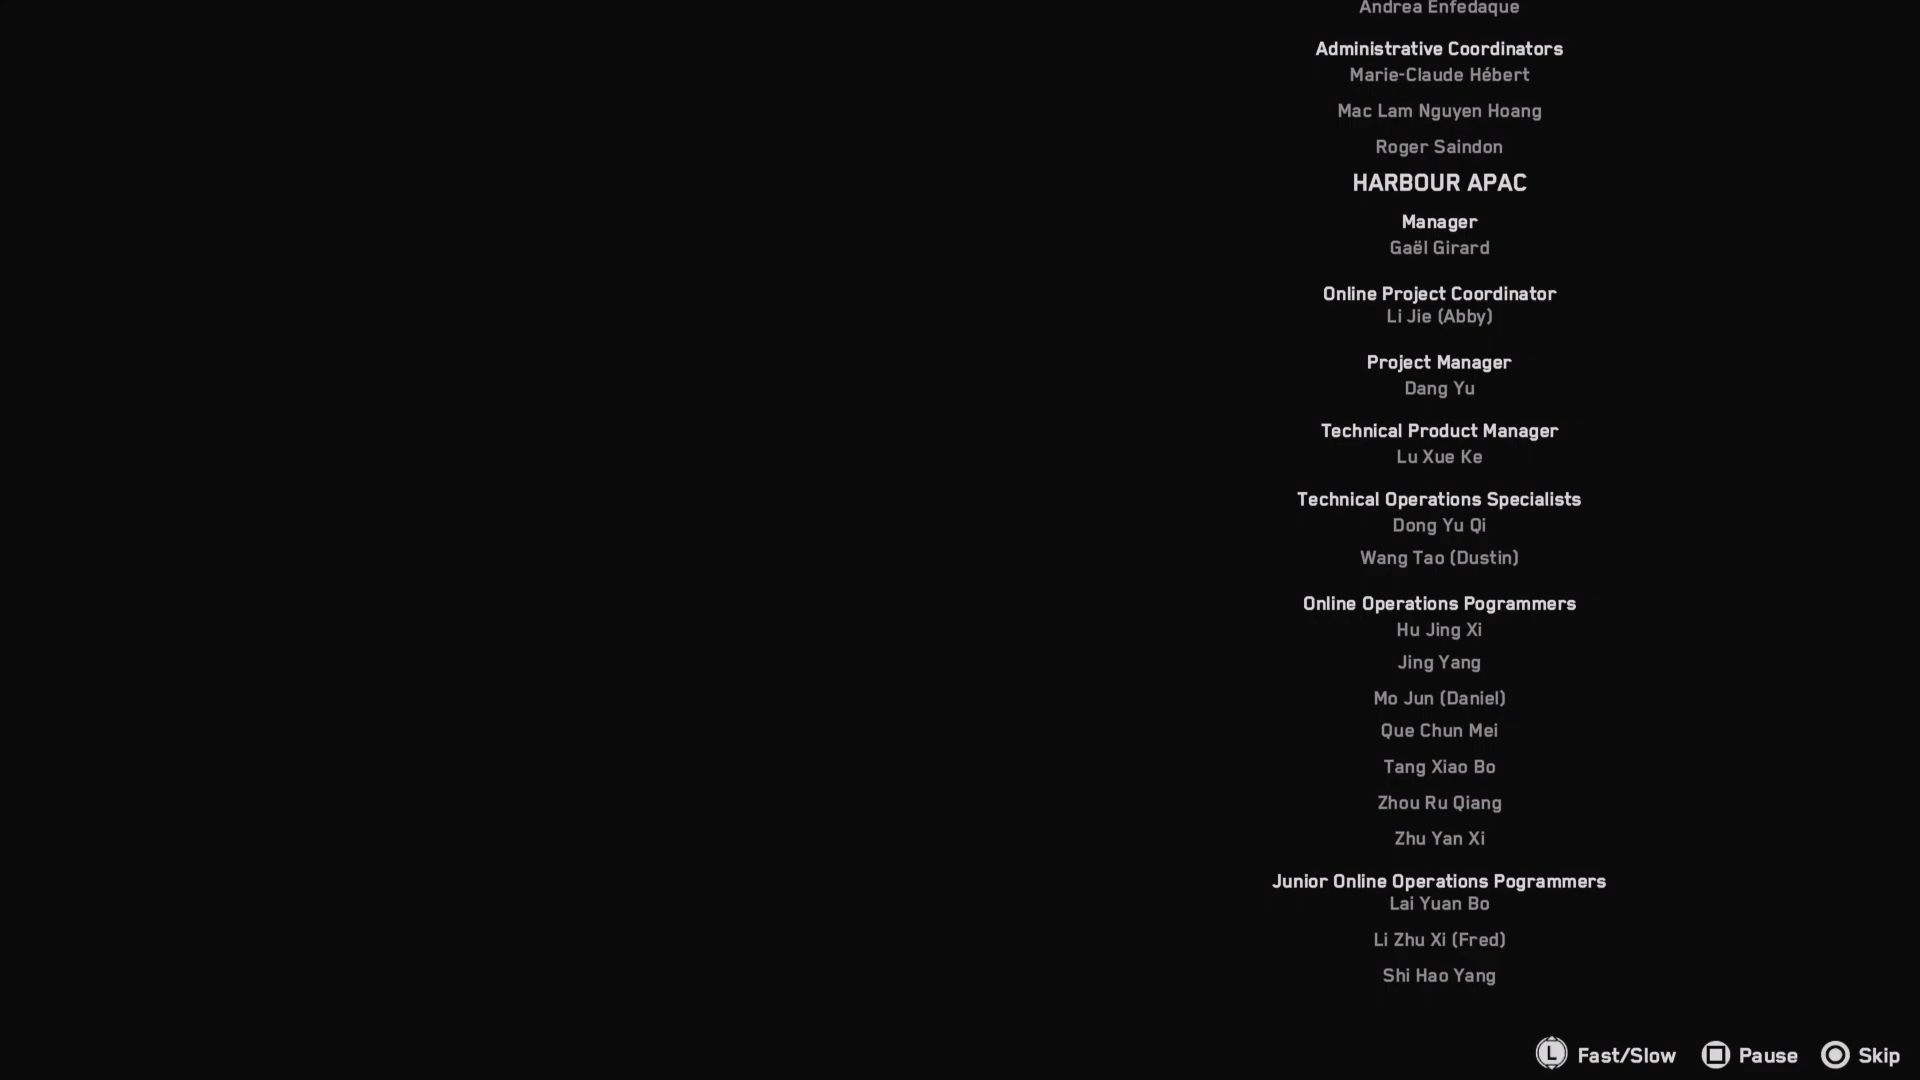 Andrea Enfedaque
Administrative Coordinators
Marie-Claude Hébert
Mac Lam Nguyen Hoang
Roger Saindon
HARBOUR APAC
Manager
Gaël Girard
Online Project Coordinator
Li Jie (Abby)
Project Manager
Dang Yu
Technical Product Manager
Lu Xue Ke
Technical Operations Specialists
Dong Yu Qi
Wang Tao (Dustin)
Online Operations Pogrammers
Hu Jing Xi
Jing Yang
Mo Jun (Daniel)
Que Chun Mei
Tang Xiao Bo
Zhou Ru Qiang
Zhu Yan Xi
Junior Online Operations Pogrammers
Lai Yuan Bo
Li Zhu Xi (Fred)
Shi Hao Yang
L Fast/Slow Pause Skip